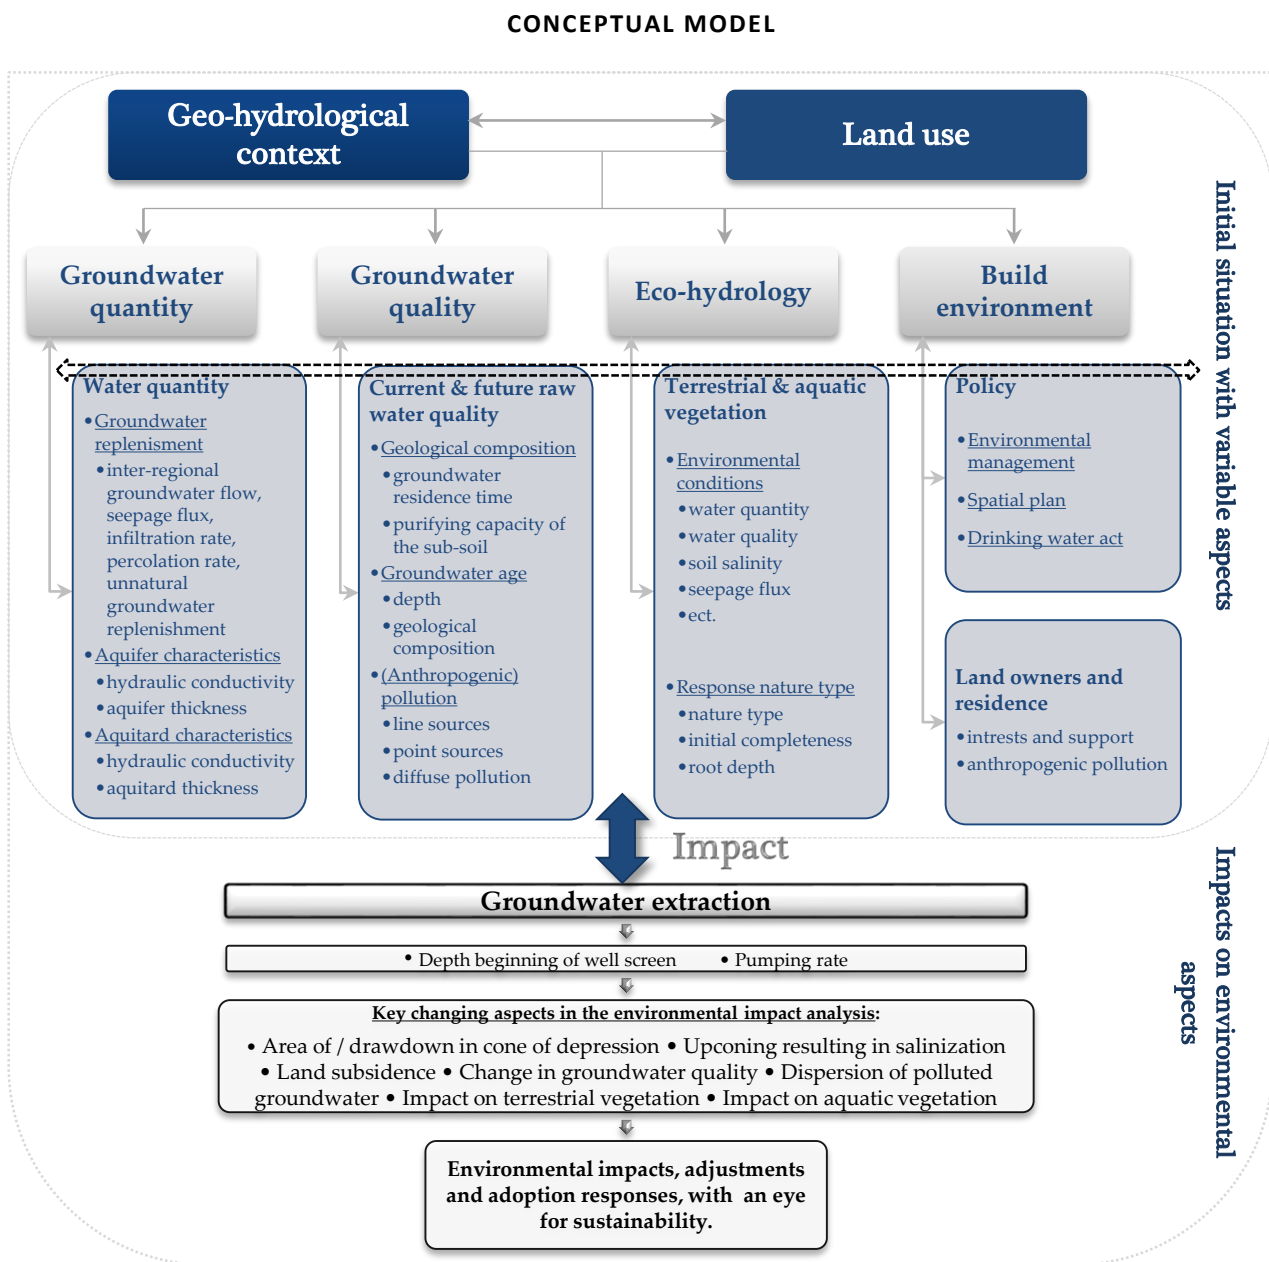 CONCEPTUAL MODEL
Geo-hydrological
context
Land use
Groundwater
quantity
Groundwater
quality
Eco-hydrology
Build
environment
Water quantity
•Groundwater
replenisment
•inter-regional
groundwater flow,
seepage flux,
infiltration rate,
percolation rate,
unnatural
groundwater
replenishment
•Aquifer characteristics
•hydraulic conductivity
•aquifer thickness
•Aquitard characteristics
•hydraulic conductivity
•aquitard thickness
Current & future raw
water quality
•Geological composition
•groundwater
residence time
•purifying capacity of
the sub-soil
•Groundwater age
•depth
•geological
composition
•(Anthropogenic)
pollution
•line sources
•point sources
•diffuse pollution
Terrestrial & aquatic
vegetation
•Environmental
conditions
•water quantity
•water quality
•soil salinity
•seepage flux
•ect.
•Response nature type
•nature type
•initial completeness
•root depth
Policy
•Environmental
management
•Spatial plan
•Drinking water act
Land owners and
residence
•intrests and support
•anthropogenic pollution
Initial situation with variable aspects
Impact
Groundwater extraction
• Depth beginning of well screen • Pumping rate
Key changing aspects in the environmental impact analysis:
• Area of / drawdown in cone of depression • Upconing resulting in salinization
• Land subsidence • Change in groundwater quality • Dispersion of polluted
groundwater • Impact on terrestrial vegetation • Impact on aquatic vegetation
Environmental impacts, adjustments
and adoption responses, with an eye
for sustainability.
Impacts on environmental
aspects